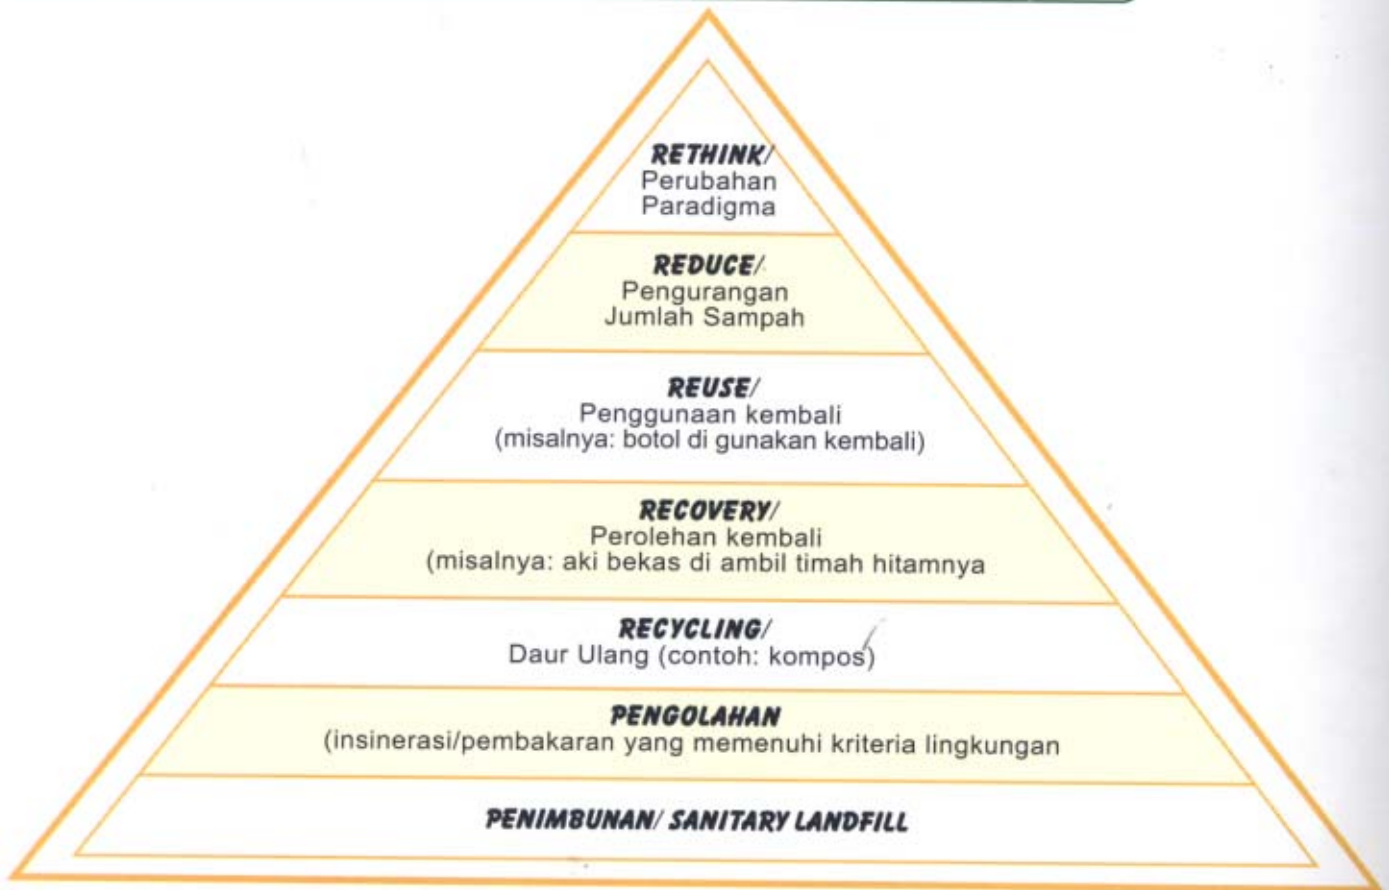 RETHINK/
Perubahan
Paradigma
REDUCE/
Pengurangan
Jumlah Sampah
REUSE/
Penggunaan kembali
(misalnya: botol di gunakan kembali)
RECOVERY/
Perolehan kembali
(misalnya: aki bekas di ambil timah hitamnya
RECYCLING/
Daur Ulang (contoh: kompos)
PENGOLAHAN
(insinerasi/pembakaran yang memenuhi kriteria lingkungan
PENIMBUNAN/ SANITARY LANDFILL